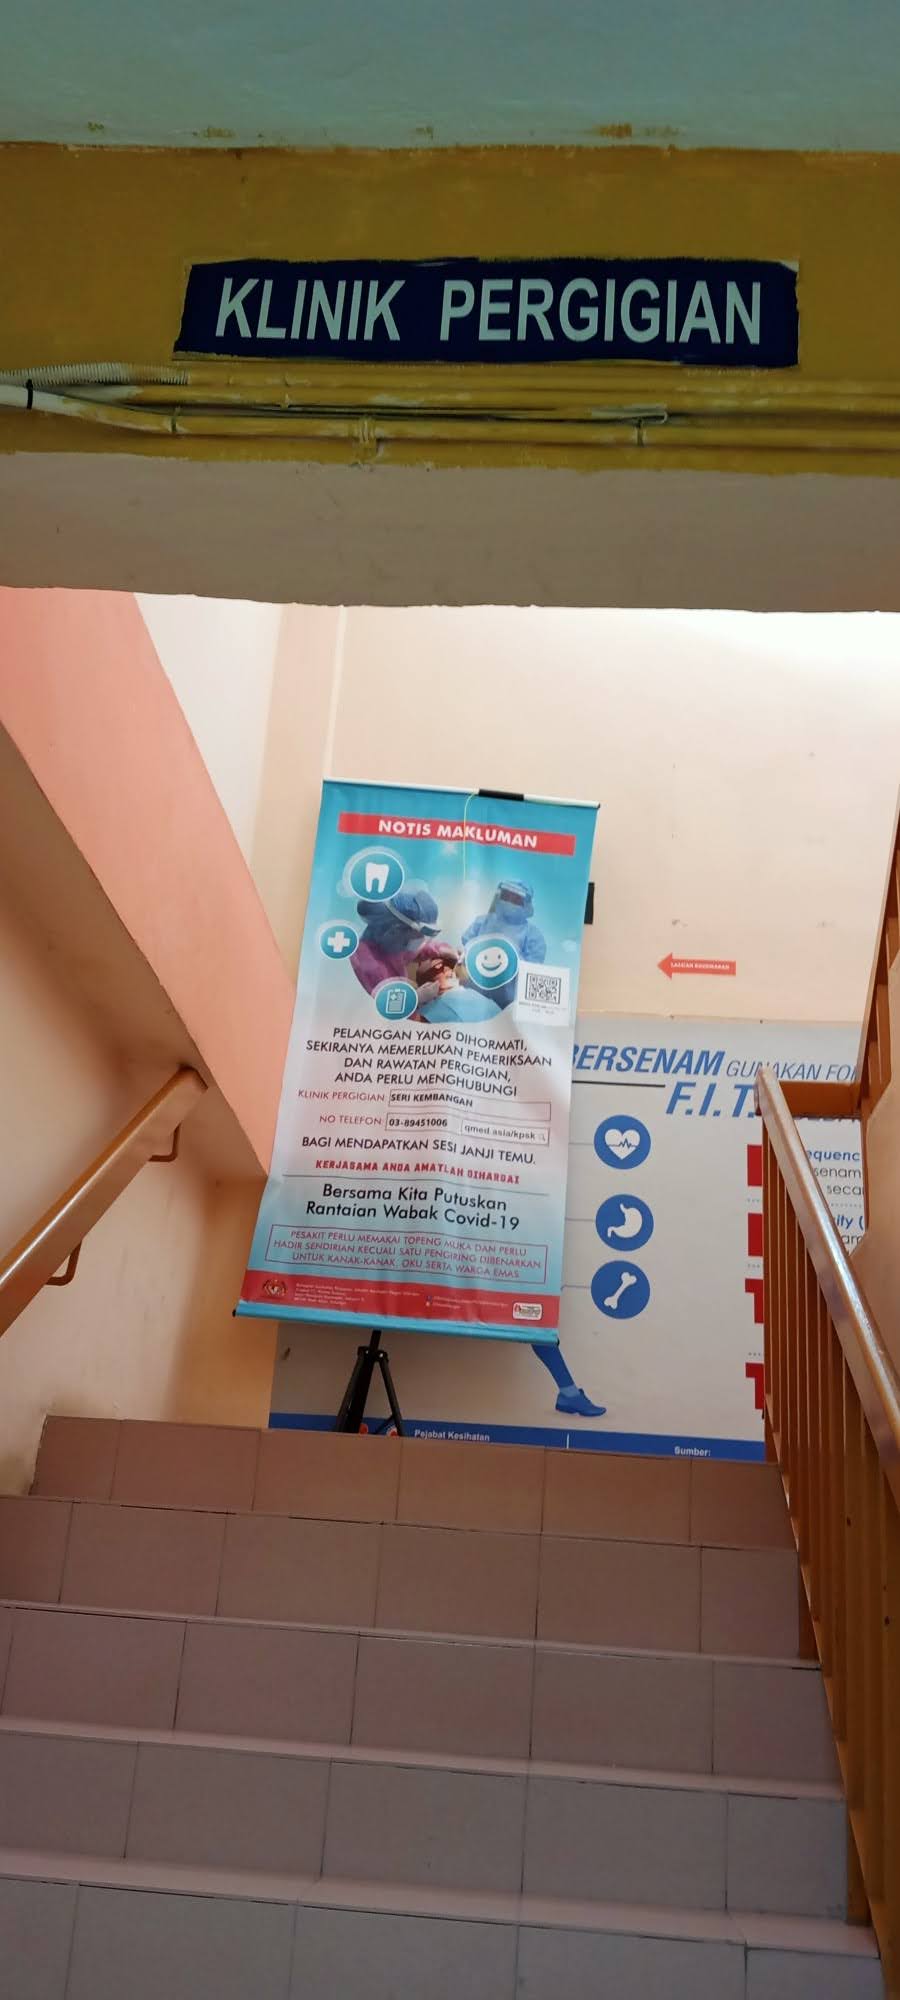 KLINIK PERGIGIAN
NOTIS MAKLUMAN
PELANGGAN YANG DIHORMATI,
SEKIRANYA MEMERLUKAN PEMERIKSAAN
DAN RAWATAN PERGIGIAN,
ANDA PERLU MENGHUBUNGI
KLINIK PERGIGIAN SERI KEMBANGAN
NO TELEFON 03-89451006 qmed.asia/kpsk
BAGI MENDAPATKAN SESI JANJI TEMU.
KERJASAMA ANDA AMATLAH DIHARGAI
Bersama Kita Putuskan
Rantaian Wabak Covid-19
PESAKIT PERLU MEMAKAI TOPENG MUKA DAN PERLU
HADIR SENDIRIAN KECUALI SATU PENGIRING DIBENARKAN
UNTUK KANAK-KANAK, OKU SERTA WARGA EMAS
LALUAN KECEMASAN
BERSENAM GUNAKAN
F.I.T.
Pejabat Kesihatan
Sumber: